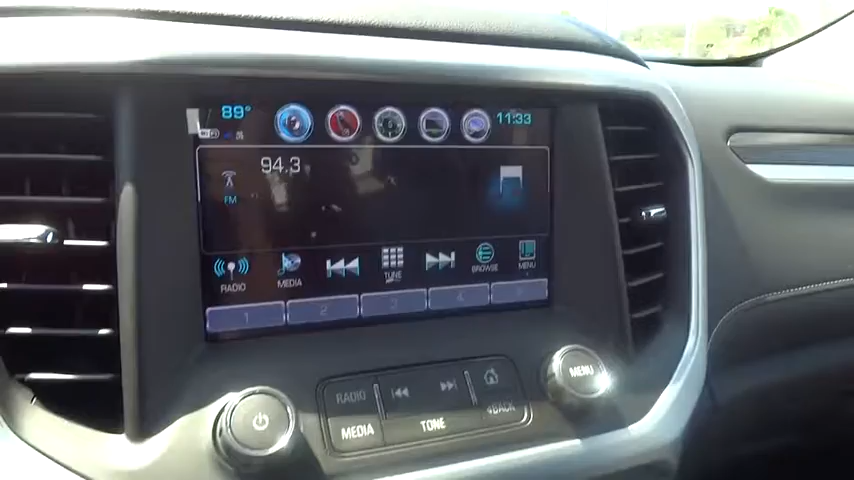 89° 11:33
94.3
FM
RADIO MEDIA TUNE BROWSE MENU
1 2 3 4 5
RADIO
MENU
MEDIA TONE BACK